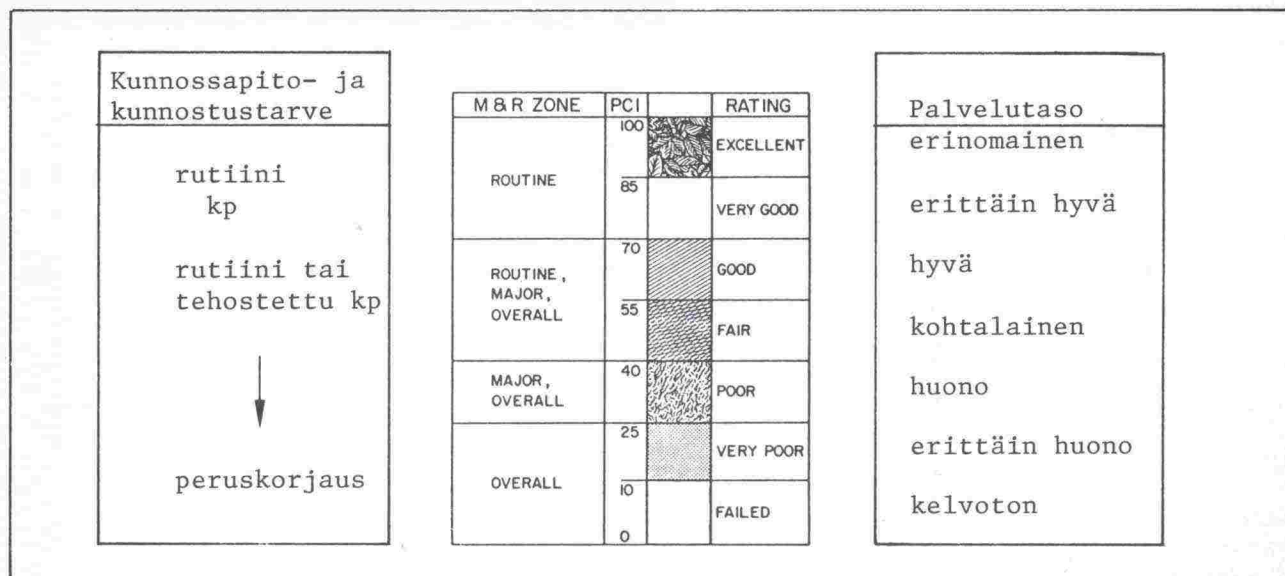 Kunnossapito- ja
kunnostustarve
rutiini
kp
rutiini tai
tehostettu kp
peruskorjaus
M & R ZONE PCI RATING
100
EXCELLENT
ROUTINE
85
VERY GOOD
70
GOOD
ROUTINE,
MAJOR,
OVERALL
55
FAIR
40
MAJOR,
OVERALL
POOR
25
VERY POOR
OVERALL
10
FAILED
0
Palvelutaso
erinomainen
erittäin hyvä
hyvä
kohtalainen
huono
erittäin huono
kelvoton